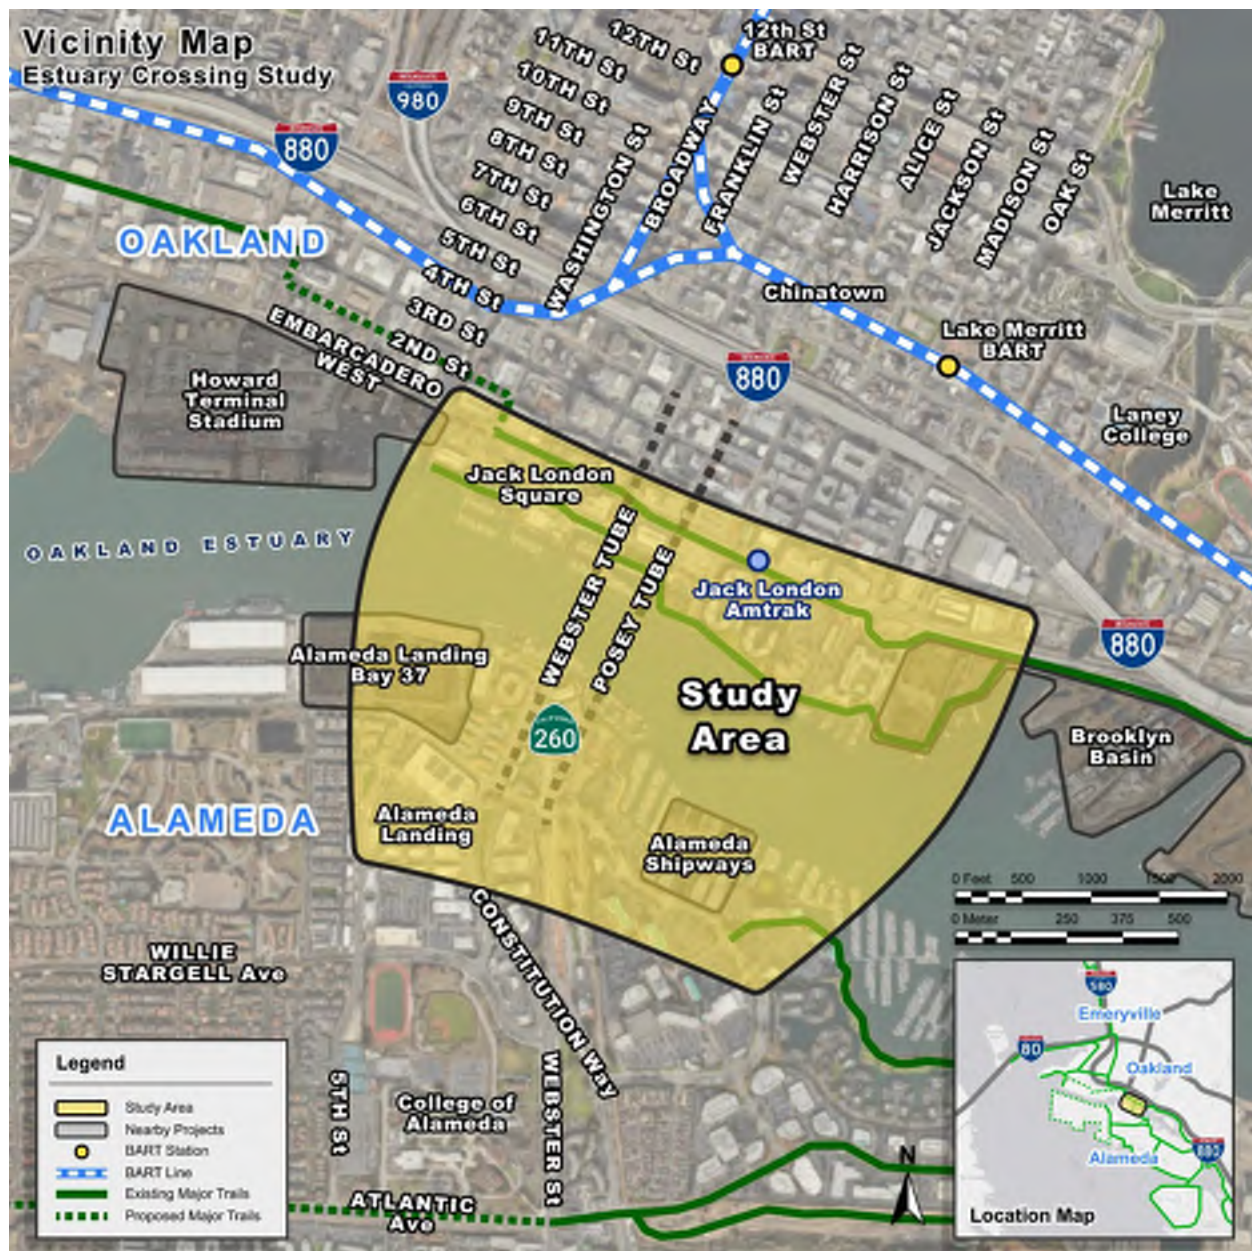 Vicinity Map
Estuary Crossing Study
INTERSTATE
980
INTERSTATE
880
12TH St
11TH St
10TH St
9TH St
8TH St
7TH St
6TH St
5TH St
4TH St
3RD St
2ND St
EMBARCADERO
WEST
12th St
BART
WASHINGTON St
BROADWAY
FRANKLIN St
WEBSTER St
HARRISON St
ALICE St
JACKSON St
MADISON St
OAK St
Lake
Merritt
OAKLAND
Chinatown
Lake Merritt
BART
880
Laney
College
Howard
Terminal
Stadium
Jack London
Square
OAKLAND ESTUARY
WEBSTER TUBE
POSEY TUBE
Jack London
Amtrak
880
Alameda Landing
Bay 37
Study
Area
CALIFORNIA
260
Brooklyn
Basin
ALAMEDA
Alameda
Landing
Alameda
Shipways
0 Feet 500 1000 1500 2000
0 Meter 250 375 500
CONSTITUTION Way
WILLIE
STARGELL Ave
5TH St
College of
Alameda
WEBSTER St
ATLANTIC
Ave
N
Legend
Study Area
Nearby Projects
BART Station
BART Line
Existing Major Trails
Proposed Major Trails
580
Emeryville
80
Oakland
880
Alameda
Location Map